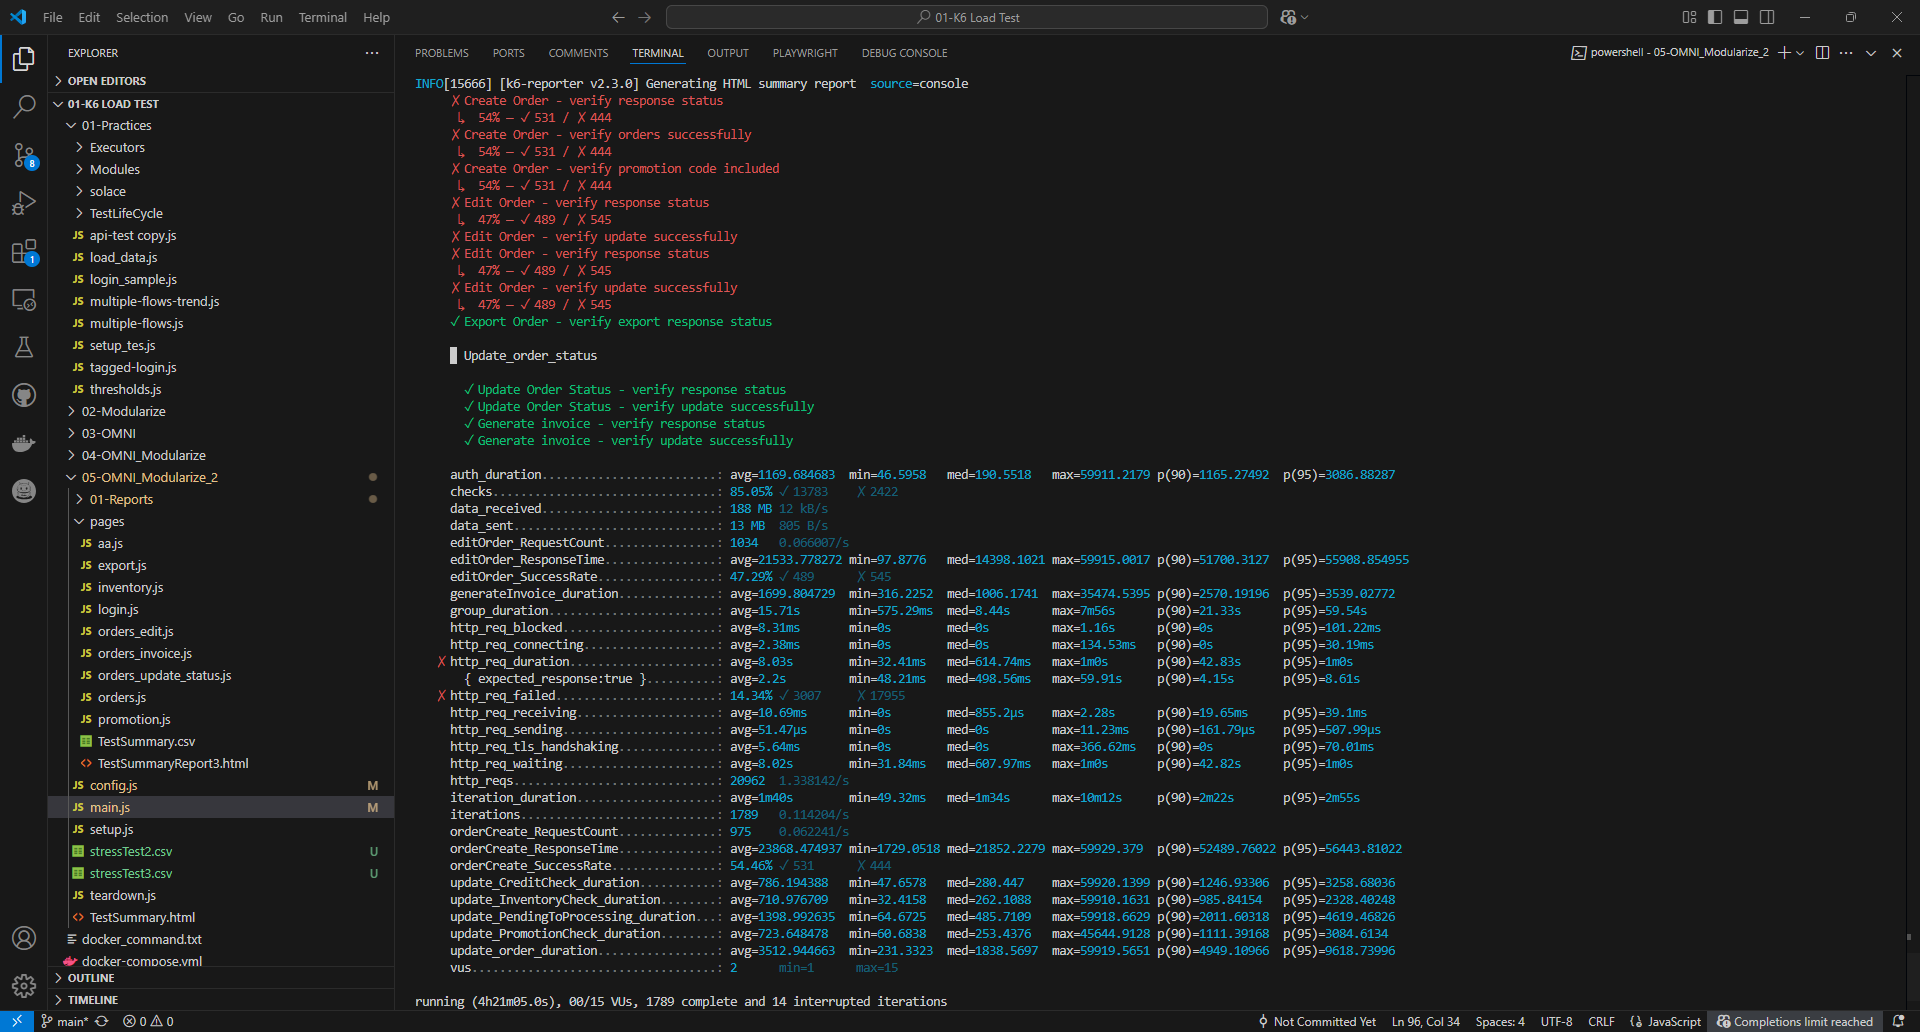 File Edit Selection View Go Run Terminal Help
01-K6 Load Test
EXPLORER
OPEN EDITORS
01-K6 LOAD TEST
01-Practices
Executors
Modules
solace
TestLifeCycle
JS api-test copy.js
JS load_data.js
JS login_sample.js
JS multiple-flows-trend.js
JS multiple-flows.js
JS setup_tes.js
JS tagged-login.js
JS thresholds.js
02-Modularize
03-OMNI
04-OMNI_Modularize
05-OMNI_Modularize_2
01-Reports
pages
JS aa.js
JS export.js
JS inventory.js
JS login.js
JS orders_edit.js
JS orders_invoice.js
JS orders_update_status.js
JS orders.js
JS promotion.js
TestSummary.csv
<> TestSummaryReport3.html
JS config.js M
JS main.js M
JS setup.js
stressTest2.csv U
stressTest3.csv U
JS teardown.js
<> TestSummary.html
docker_command.txt
docker-compose.yml
OUTLINE
TIMELINE
8
1
PROBLEMS PORTS COMMENTS TERMINAL OUTPUT PLAYWRIGHT DEBUG CONSOLE
powershell - 05-OMNI_Modularize_2
INFO[15666] [k6-reporter v2.3.0] Generating HTML summary report source=console
✗ Create Order - verify response status
↳ 54% — ✓ 531 / ✗ 444
✗ Create Order - verify orders successfully
↳ 54% — ✓ 531 / ✗ 444
✗ Create Order - verify promotion code included
↳ 54% — ✓ 531 / ✗ 444
✗ Edit Order - verify response status
↳ 47% — ✓ 489 / ✗ 545
✗ Edit Order - verify update successfully
✗ Edit Order - verify response status
↳ 47% — ✓ 489 / ✗ 545
✗ Edit Order - verify update successfully
↳ 47% — ✓ 489 / ✗ 545
✓ Export Order - verify export response status
█ Update_order_status
✓ Update Order Status - verify response status
✓ Update Order Status - verify update successfully
✓ Generate invoice - verify response status
✓ Generate invoice - verify update successfully
auth_duration.........................: avg=1169.684683 min=46.5958 med=190.5518 max=59911.2179 p(90)=1165.27492 p(95)=3086.88287
checks................................: 85.05% ✓ 13783 ✗ 2422
data_received.........................: 188 MB 12 kB/s
data_sent.............................: 13 MB 805 B/s
editOrder_RequestCount................: 1034 0.066007/s
editOrder_ResponseTime................: avg=21533.778272 min=97.8776 med=14398.1021 max=59915.0017 p(90)=51700.3127 p(95)=55908.854955
editOrder_SuccessRate.................: 47.29% ✓ 489 ✗ 545
generateInvoice_duration..............: avg=1699.804729 min=316.2252 med=1006.1741 max=35474.5395 p(90)=2570.19196 p(95)=3539.02772
group_duration........................: avg=15.71s min=575.29ms med=8.44s max=7m56s p(90)=21.33s p(95)=59.54s
http_req_blocked......................: avg=8.31ms min=0s med=0s max=1.16s p(90)=0s p(95)=101.22ms
http_req_connecting...................: avg=2.38ms min=0s med=0s max=134.53ms p(90)=0s p(95)=30.19ms
✗ http_req_duration.....................: avg=8.03s min=32.41ms med=614.74ms max=1m0s p(90)=42.83s p(95)=1m0s
{ expected_response:true }..........: avg=2.2s min=48.21ms med=498.56ms max=59.91s p(90)=4.15s p(95)=8.61s
✗ http_req_failed.......................: 14.34% ✓ 3007 ✗ 17955
http_req_receiving....................: avg=10.69ms min=0s med=855.2µs max=2.28s p(90)=19.65ms p(95)=39.1ms
http_req_sending......................: avg=51.47µs min=0s med=0s max=11.23ms p(90)=161.79µs p(95)=507.99µs
http_req_tls_handshaking..............: avg=5.64ms min=0s med=0s max=366.62ms p(90)=0s p(95)=70.01ms
http_req_waiting......................: avg=8.02s min=31.84ms med=607.97ms max=1m0s p(90)=42.82s p(95)=1m0s
http_reqs.............................: 20962 1.338142/s
iteration_duration....................: avg=1m40s min=49.32ms med=1m34s max=10m12s p(90)=2m22s p(95)=2m55s
iterations............................: 1789 0.114204/s
orderCreate_RequestCount..............: 975 0.062241/s
orderCreate_ResponseTime..............: avg=23868.474937 min=1729.0518 med=21852.2279 max=59929.379 p(90)=52489.76022 p(95)=56443.81022
orderCreate_SuccessRate...............: 54.46% ✓ 531 ✗ 444
update_CreditCheck_duration...........: avg=786.194388 min=47.6578 med=280.447 max=59920.1399 p(90)=1246.93306 p(95)=3258.68036
update_InventoryCheck_duration........: avg=710.976709 min=32.4158 med=262.1088 max=59910.1631 p(90)=985.84154 p(95)=2328.40248
update_PendingToProcessing_duration...: avg=1398.992635 min=64.6725 med=485.7109 max=59918.6629 p(90)=2011.60318 p(95)=4619.46826
update_PromotionCheck_duration........: avg=723.648478 min=60.6838 med=253.4376 max=45644.9128 p(90)=1111.39168 p(95)=3084.6134
update_order_duration.................: avg=3512.944663 min=231.3323 med=1838.5697 max=59919.5651 p(90)=4949.10966 p(95)=9618.73996
vus...................................: 2 min=1 max=15
running (4h21m05.0s), 00/15 VUs, 1789 complete and 14 interrupted iterations
main* 0 0 Not Committed Yet Ln 96, Col 34 Spaces: 4 UTF-8 CRLF {} JavaScript Completions limit reached